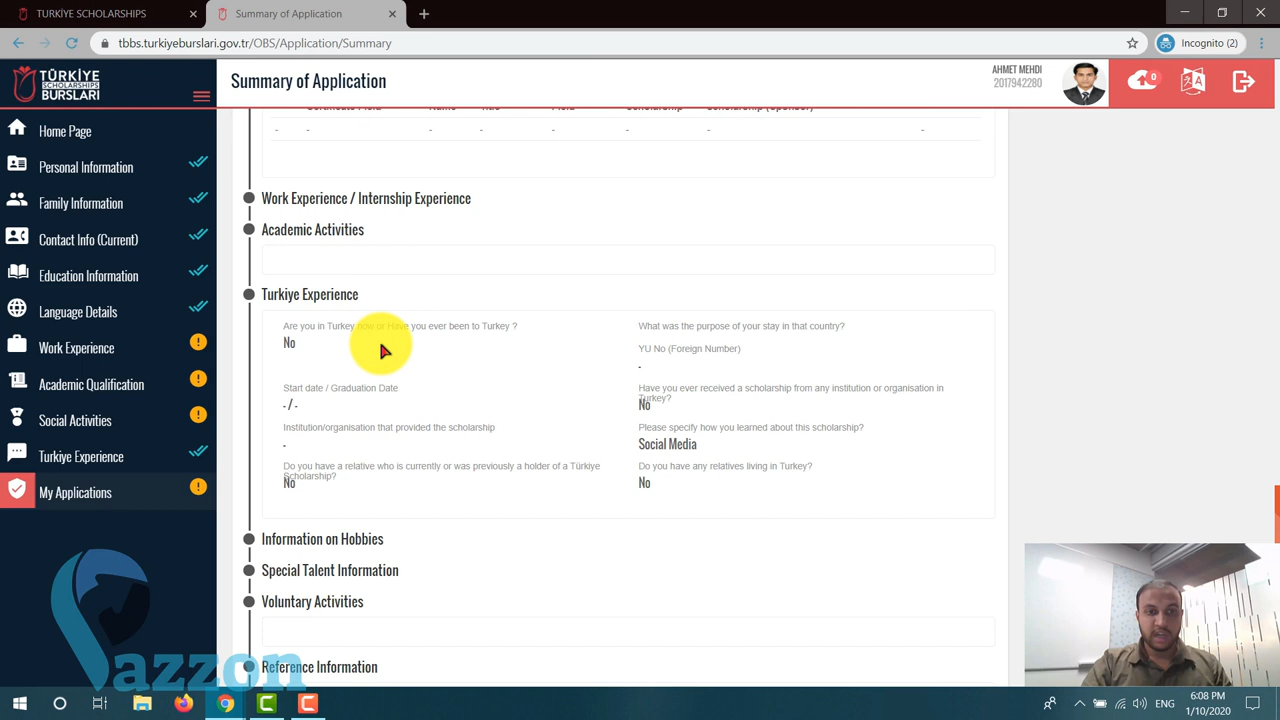 TÜRKİYE SCHOLARSHIPS
Summary of Application
tbbs.turkiyeburslari.gov.tr/OBS/Application/Summary
Incognito (2)
TÜRKİYE
SCHOLARSHIPS
BURSLARI
Summary of Application
AHMET MEHDI
2017942280
0
Home Page
Personal Information
Family Information
Contact Info (Current)
Education Information
Language Details
Work Experience
Academic Qualification
Social Activities
Turkiye Experience
My Applications
- - - - - - - -
Work Experience / Internship Experience
Academic Activities
Turkiye Experience
Are you in Turkey now or Have you ever been to Turkey ?
No
What was the purpose of your stay in that country?
YU No (Foreign Number)
-
Start date / Graduation Date
- / -
Have you ever received a scholarship from any institution or organisation in
Turkey?
No
Institution/organisation that provided the scholarship
-
Please specify how you learned about this scholarship?
Social Media
Do you have a relative who is currently or was previously a holder of a Türkiye
Scholarship?
No
Do you have any relatives living in Turkey?
No
Information on Hobbies
Special Talent Information
Voluntary Activities
Reference Information
azzon
ENG
6:08 PM
1/10/2020